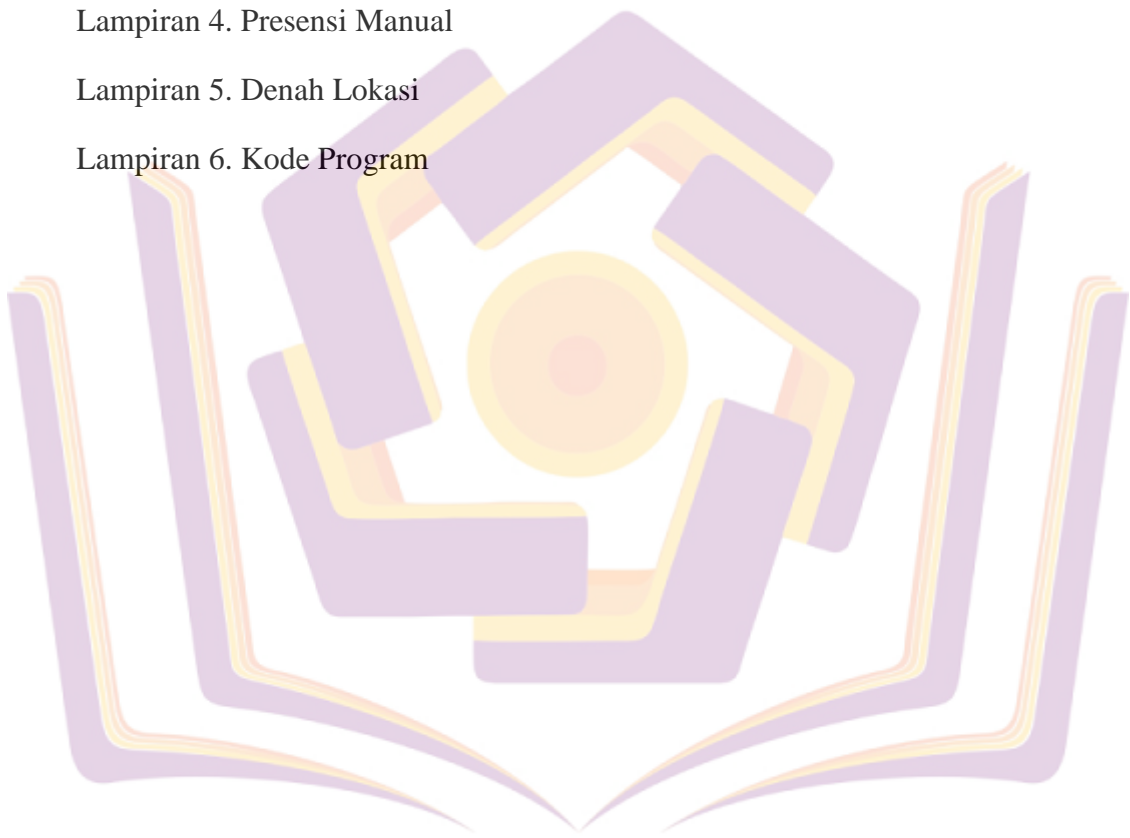 Lampiran 4. Presensi Manual
Lampiran 5. Denah Lokasi
Lampiran 6. Kode Program